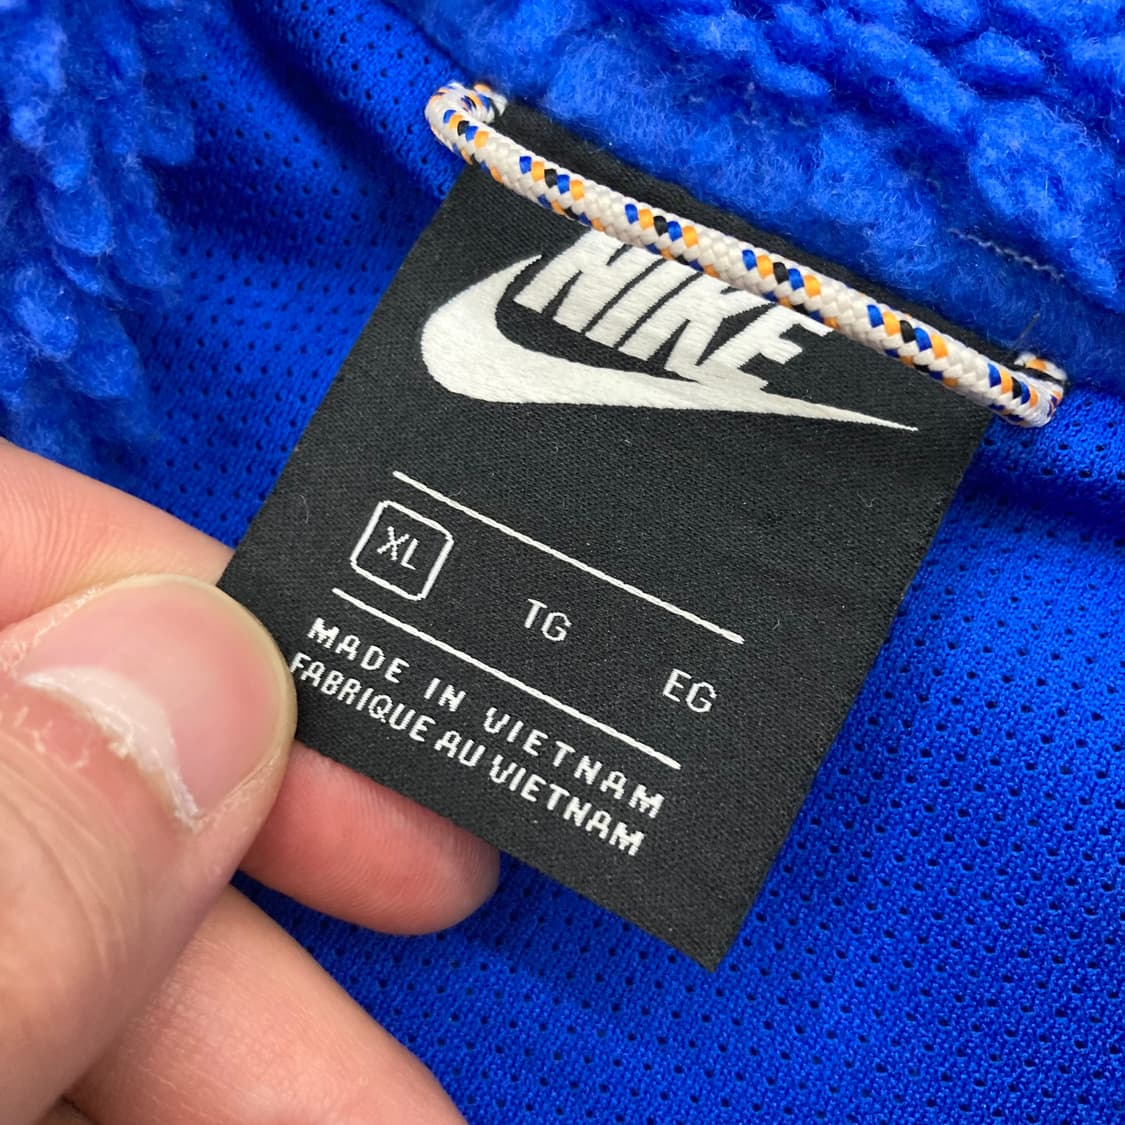 NIKE
XL TG EG
MADE IN VIETNAM
FABRIQUE AU VIETNAM